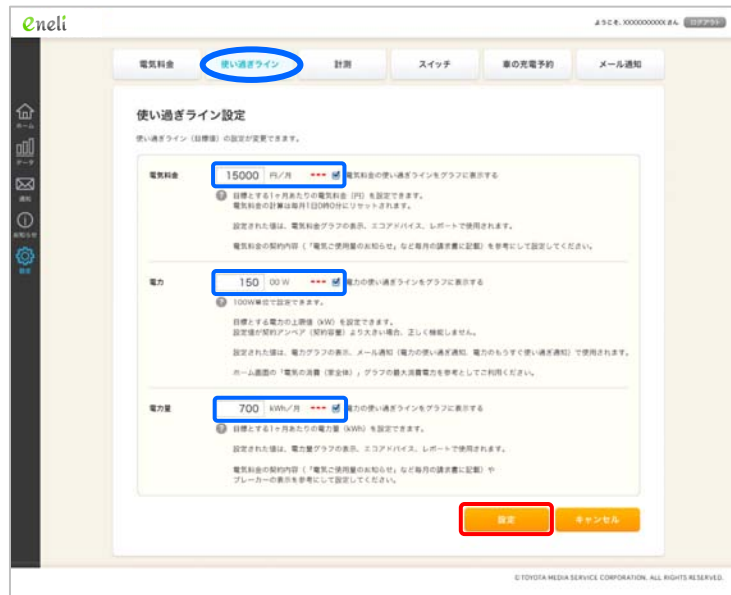 eneli
ようこそ、XXXXXXXXXXさん ログアウト
電気料金 使い過ぎライン 計測 スイッチ 車の充電予約 メール通知
ホーム
データ
通知
お知らせ
設定
使い過ぎライン設定
使い過ぎライン（目標値）の設定が変更できます。
電気料金 15000 円/月 電気料金の使い過ぎラインをグラフに表示する
目標とする1ヶ月あたりの電気料金（円）を設定できます。
電気料金の計算は毎月1日0時0分にリセットされます。
設定された値は、電気料金グラフの表示、エコアドバイス、レポートで使用されます。
電気料金の契約内容（「電気ご使用量のお知らせ」など毎月の請求書に記載）を参考にして設定してください。
電力 150 00 W 電力の使い過ぎラインをグラフに表示する
100W単位で設定できます。
目標とする電力の上限値（kW）を設定できます。
設定値が契約アンペア（契約容量）より大きい場合、正しく機能しません。
設定された値は、電力グラフの表示、メール通知（電力の使い過ぎ通知、電力のもうすぐ使い過ぎ通知）で使用されます。
ホーム画面の「電気の消費（家全体）」グラフの最大消費電力を参考としてご利用ください。
電力量 700 kWh/月 電力の使い過ぎラインをグラフに表示する
目標とする1ヶ月あたりの電力量（kWh）を設定できます。
設定された値は、電力量グラフの表示、エコアドバイス、レポートで使用されます。
電気料金の契約内容（「電気ご使用量のお知らせ」など毎月の請求書に記載）や
ブレーカーの表示を参考にして設定してください。
設定 キャンセル
© TOYOTA MEDIA SERVICE CORPORATION, ALL RIGHTS RESERVED.